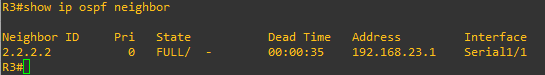 R3#show ip ospf neighbor
Neighbor ID     Pri   State           Dead Time   Address         Interface
2.2.2.2           0   FULL/  -        00:00:35    192.168.23.1    Serial1/1
R3#